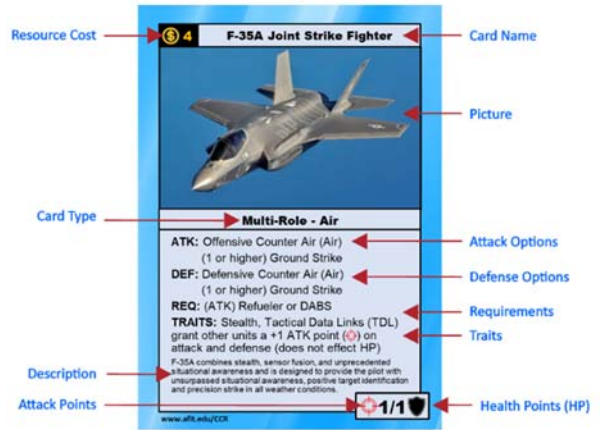 Resource Cost
$ 4
F-35A Joint Strike Fighter
Card Name
Picture
Card Type
Multi-Role - Air
ATK: Offensive Counter Air (Air)
(1 or higher) Ground Strike
Attack Options
DEF: Defensive Counter Air (Air)
(1 or higher) Ground Strike
Defense Options
REQ: (ATK) Refueler or DABS
Requirements
TRAITS: Stealth, Tactical Data Links (TDL)
grant other units a +1 ATK point ( ) on
attack and defense (does not effect HP)
Traits
F-35A combines stealth, sensor fusion, and unprecedented
situational awareness and is designed to provide the pilot with
unsurpassed situational awareness, positive target identification
and precision strike in all weather conditions.
Description
Attack Points
1/1
Health Points (HP)
www.afit.edu/CCR